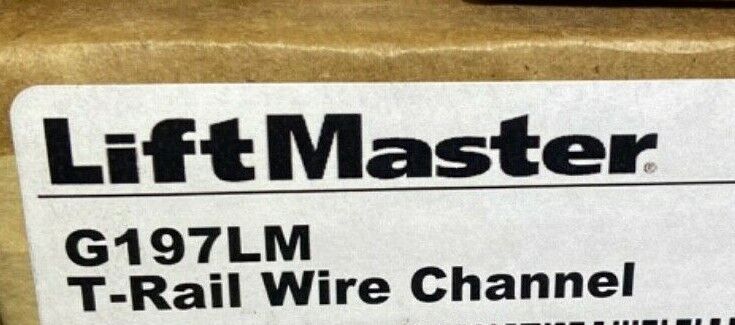 LiftMaster®
G197LM
T-Rail Wire Channel